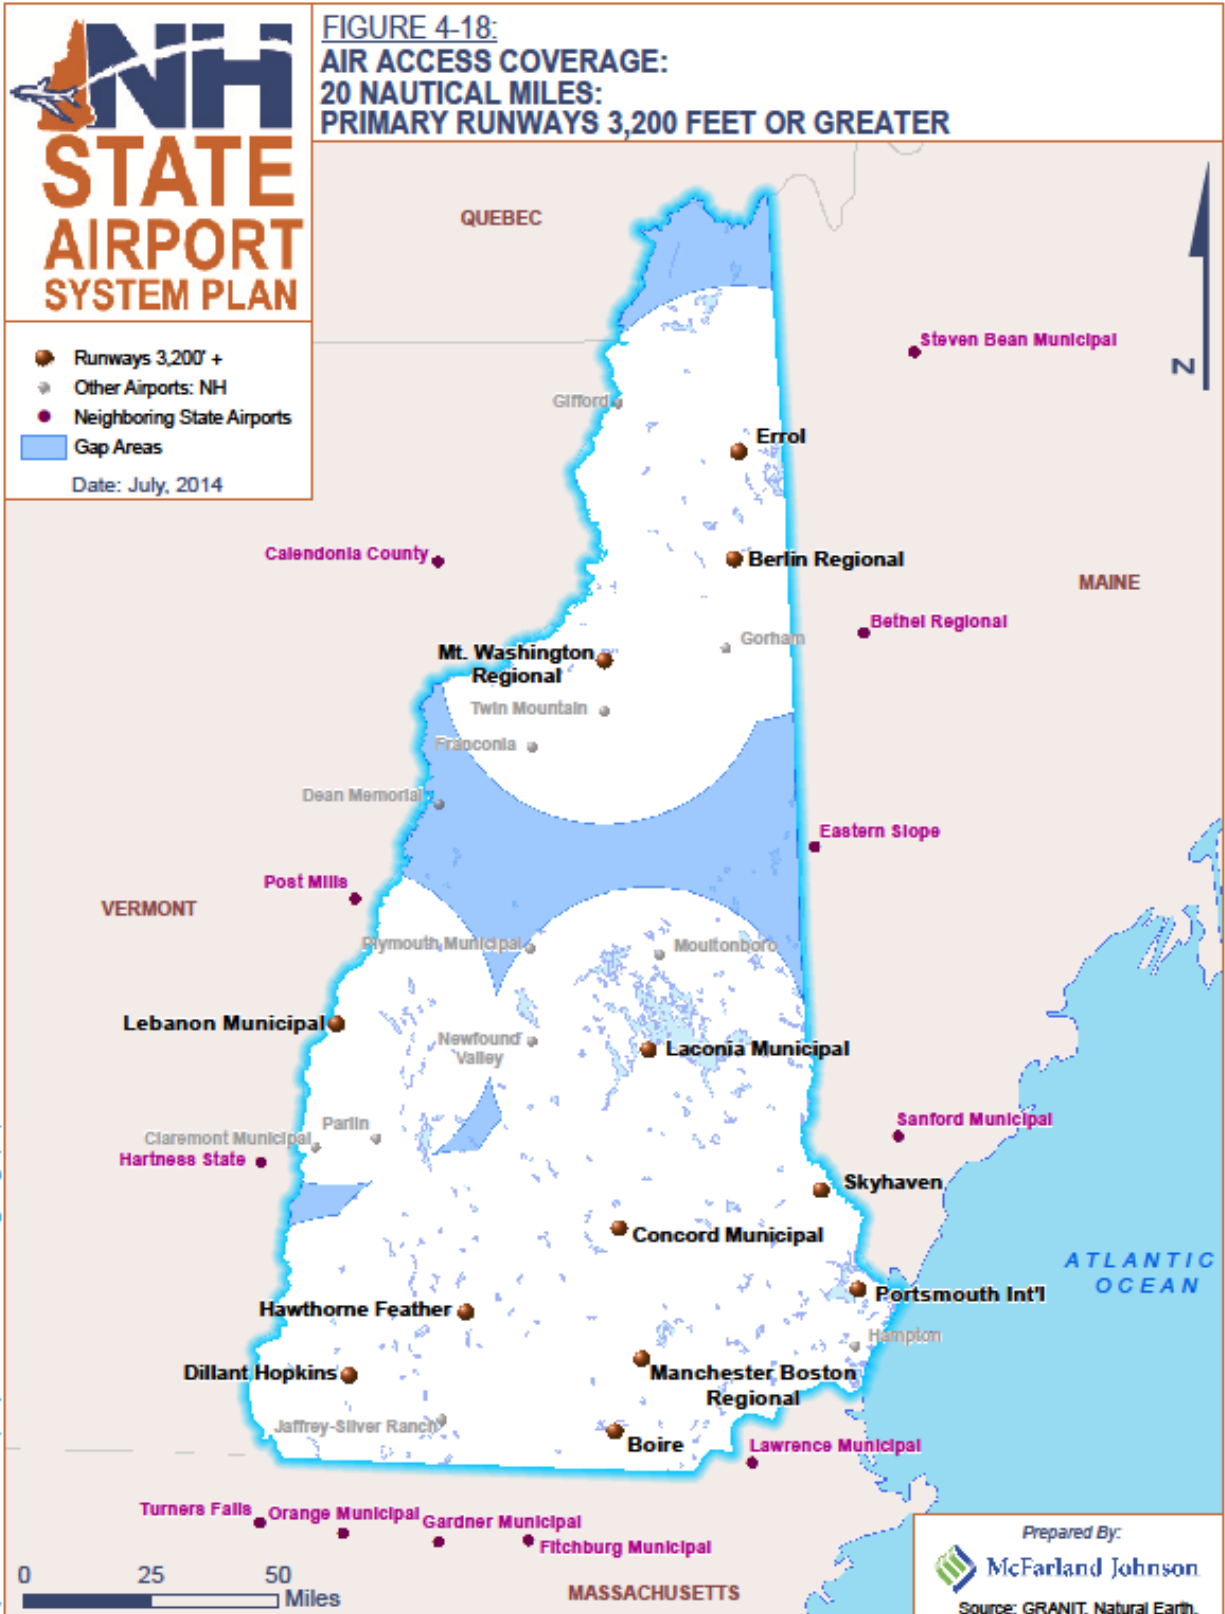 NH
STATE
AIRPORT
SYSTEM PLAN
FIGURE 4-18:
AIR ACCESS COVERAGE:
20 NAUTICAL MILES:
PRIMARY RUNWAYS 3,200 FEET OR GREATER
Runways 3,200' +
Other Airports: NH
Neighboring State Airports
Gap Areas
Date: July, 2014
QUEBEC
N
Steven Bean Municipal
Gifford
Errol
Calendonia County
Berlin Regional
MAINE
Bethel Regional
Gorham
Mt. Washington
Regional
Twin Mountain
Franconia
Dean Memorial
Eastern Slope
Post Mills
VERMONT
Plymouth Municipal
Moultonboro
Lebanon Municipal
Newfound
Valley
Laconia Municipal
Parlin
Claremont Municipal
Hartness State
Sanford Municipal
Skyhaven
Concord Municipal
ATLANTIC
OCEAN
Portsmouth Int'l
Hawthorne Feather
Hampton
Dillant Hopkins
Manchester Boston
Regional
Jaffrey-Silver Ranch
Boire
Lawrence Municipal
Turners Falls
Orange Municipal
Gardner Municipal
Fitchburg Municipal
MASSACHUSETTS
0 25 50
Miles
Prepared By:
McFarland Johnson
Source: GRANIT, Natural Earth,